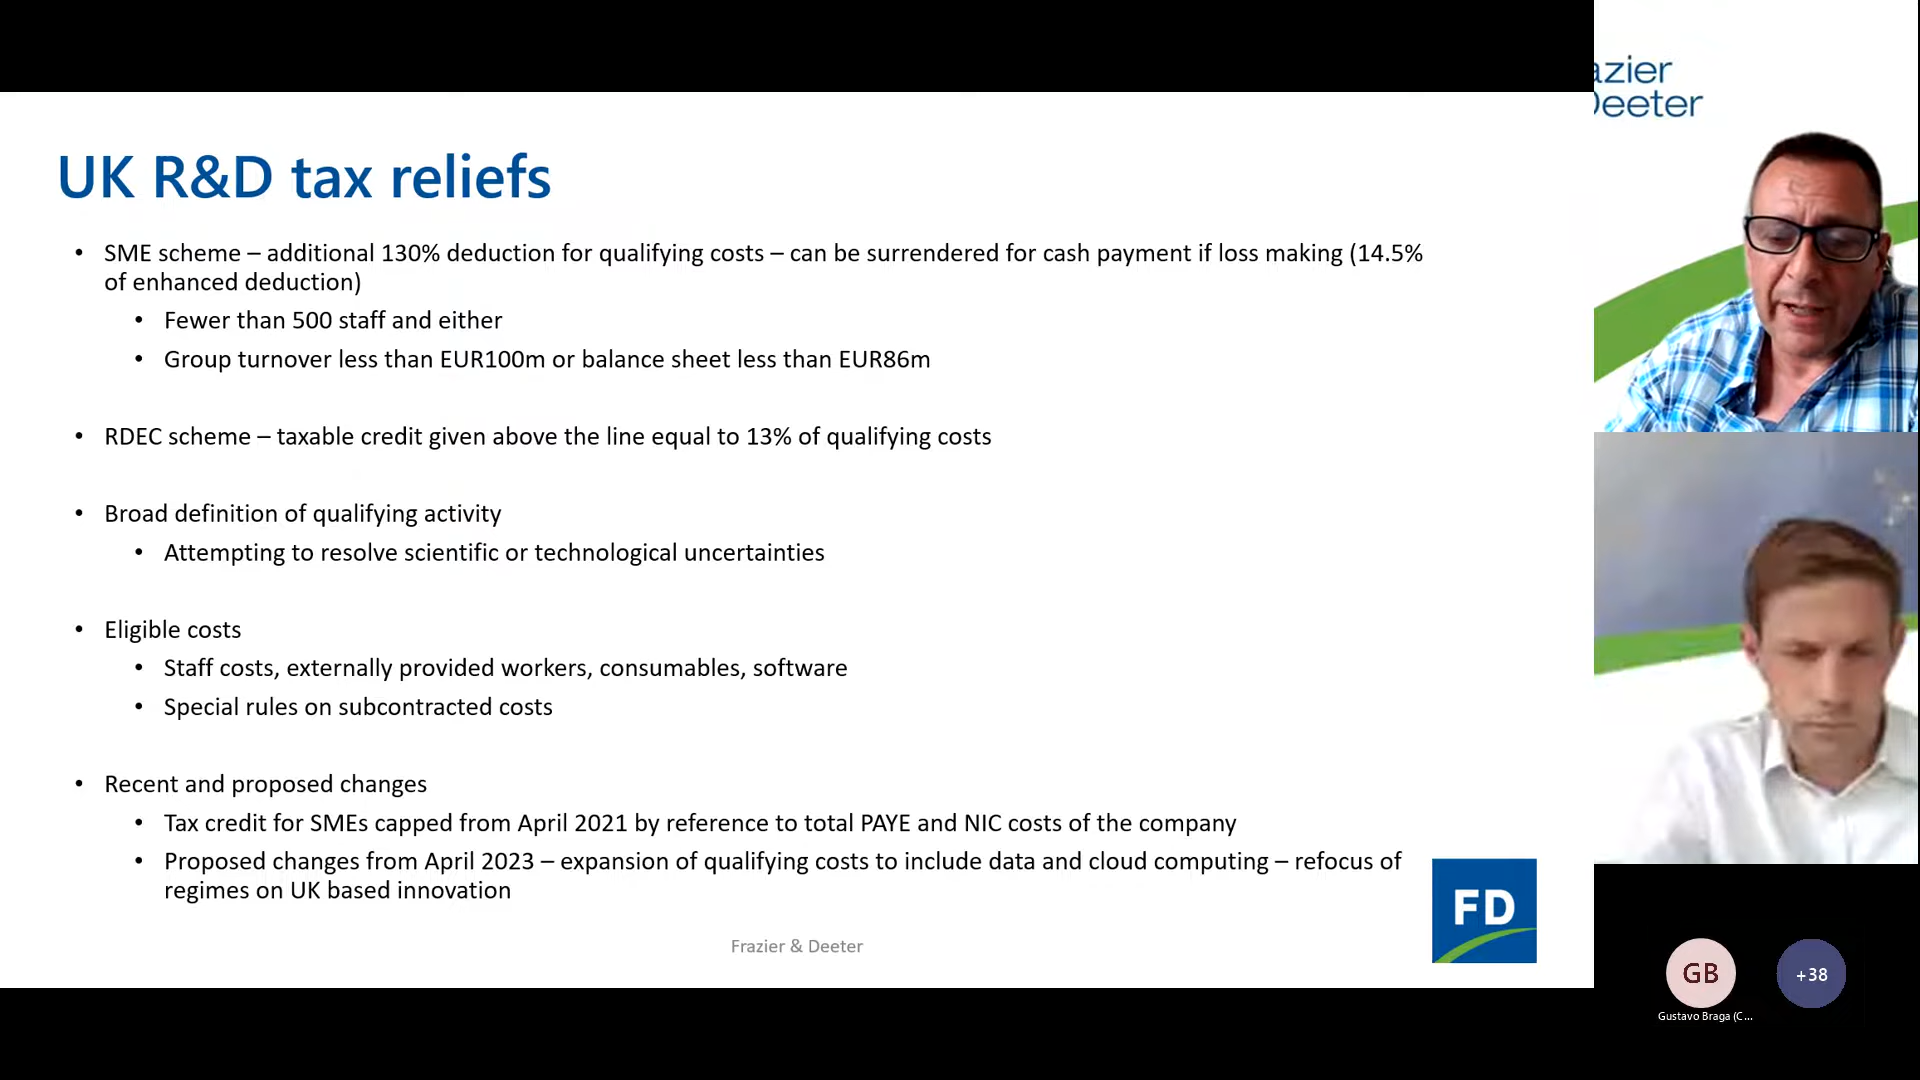 UK R&D tax reliefs
• SME scheme – additional 130% deduction for qualifying costs – can be surrendered for cash payment if loss making (14.5%
of enhanced deduction)
• Fewer than 500 staff and either
• Group turnover less than EUR100m or balance sheet less than EUR86m
• RDEC scheme – taxable credit given above the line equal to 13% of qualifying costs
• Broad definition of qualifying activity
• Attempting to resolve scientific or technological uncertainties
• Eligible costs
• Staff costs, externally provided workers, consumables, software
• Special rules on subcontracted costs
• Recent and proposed changes
• Tax credit for SMEs capped from April 2021 by reference to total PAYE and NIC costs of the company
• Proposed changes from April 2023 – expansion of qualifying costs to include data and cloud computing – refocus of
regimes on UK based innovation
Frazier & Deeter
FD
azier
Deeter
GB
+38
Gustavo Braga (C...